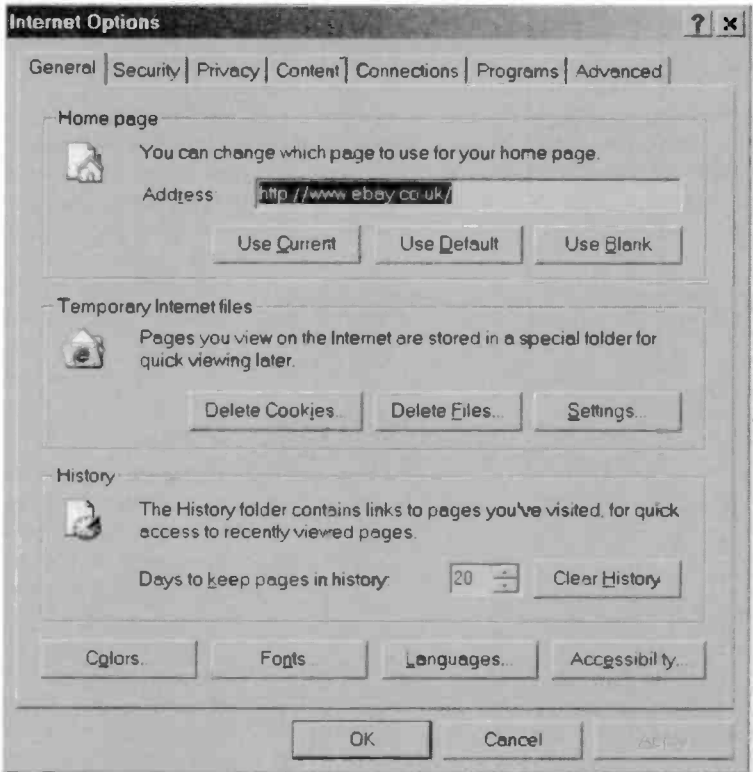 Internet Options ? ×
General Security Privacy Content Connections Programs Advanced
Home page
You can change which page to use for your home page.
Address http://www.ebay.co.uk/
Use Current Use Default Use Blank
Temporary Internet files
Pages you view on the Internet are stored in a special folder for
quick viewing later.
Delete Cookies... Delete Files... Settings...
History
The History folder contains links to pages you've visited, for quick
access to recently viewed pages.
Days to keep pages in history: 20 Clear History
Colors... Fonts... Languages... Accessibility...
OK Cancel Apply